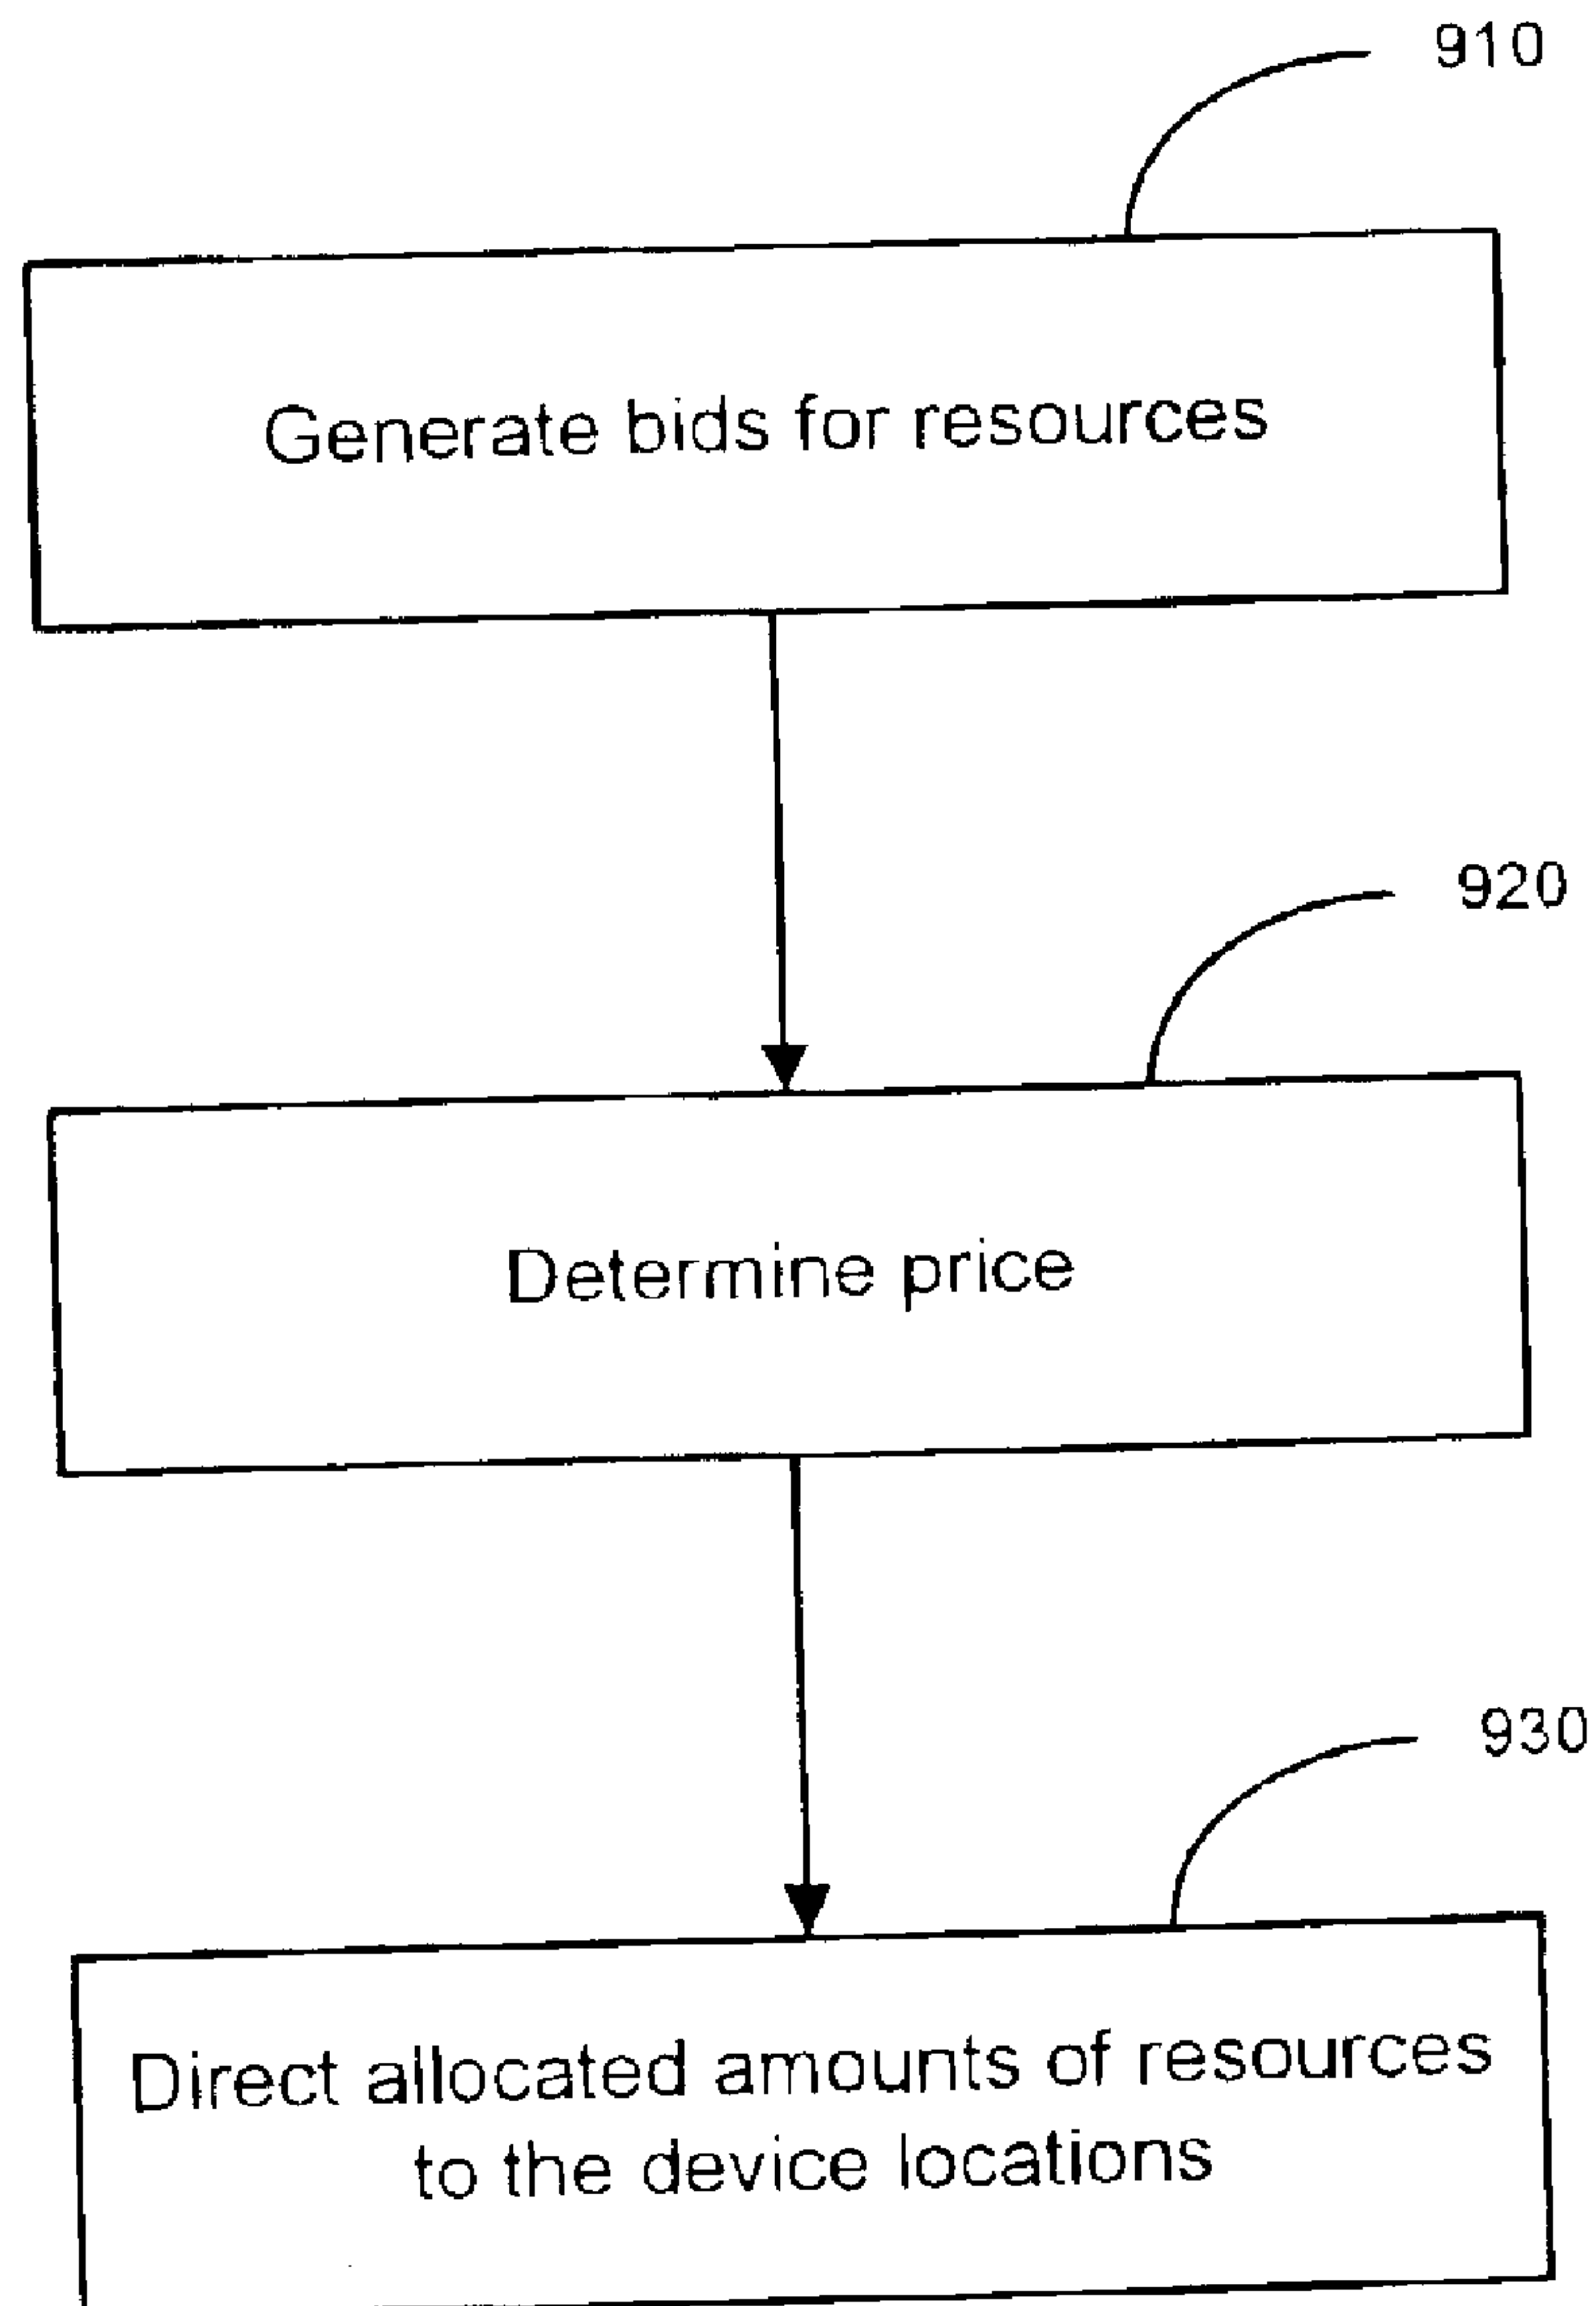 910
Generate bids for resources
920
Determine price
930
Direct allocated amounts of resources
to the device locations